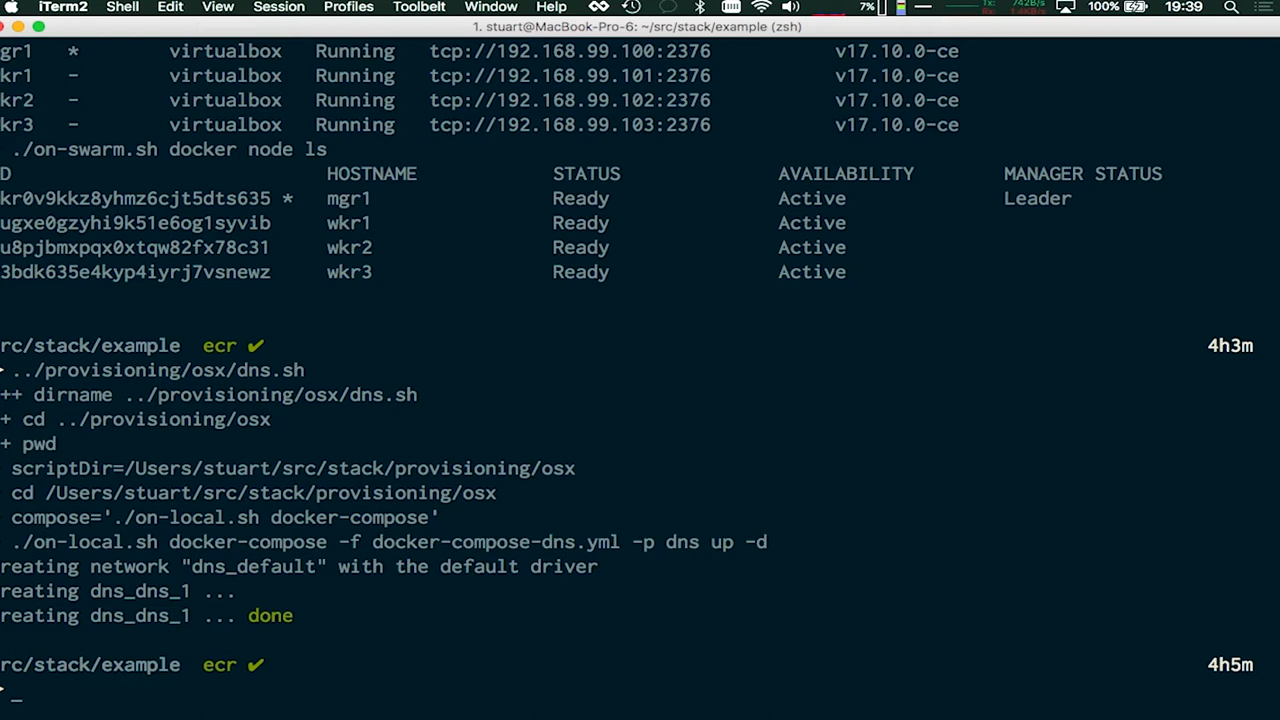 iTerm2 Shell Edit View Session Profiles Toolbelt Window Help 7% 742B/s 1.4KB/s 100% 19:39
1. stuart@MacBook-Pro-6: ~/src/stack/example (zsh)
gr1 * virtualbox Running tcp://192.168.99.100:2376 v17.10.0-ce
kr1 - virtualbox Running tcp://192.168.99.101:2376 v17.10.0-ce
kr2 - virtualbox Running tcp://192.168.99.102:2376 v17.10.0-ce
kr3 - virtualbox Running tcp://192.168.99.103:2376 v17.10.0-ce
./on-swarm.sh docker node ls
D HOSTNAME STATUS AVAILABILITY MANAGER STATUS
kr0v9kkz8yhmz6cjt5dts635 * mgr1 Ready Active Leader
ugxe0gzyhi9k51e6og1syvib wkr1 Ready Active
u8pjbmxpqx0xtqw82fx78c31 wkr2 Ready Active
3bdk635e4kyp4iyrj7vsnewz wkr3 Ready Active
rc/stack/example ecr ✔ 4h3m
../provisioning/osx/dns.sh
++ dirname ../provisioning/osx/dns.sh
+ cd ../provisioning/osx
+ pwd
scriptDir=/Users/stuart/src/stack/provisioning/osx
cd /Users/stuart/src/stack/provisioning/osx
compose='./on-local.sh docker-compose'
./on-local.sh docker-compose -f docker-compose-dns.yml -p dns up -d
reating network "dns_default" with the default driver
reating dns_dns_1 ...
reating dns_dns_1 ... done
rc/stack/example ecr ✔ 4h5m
_